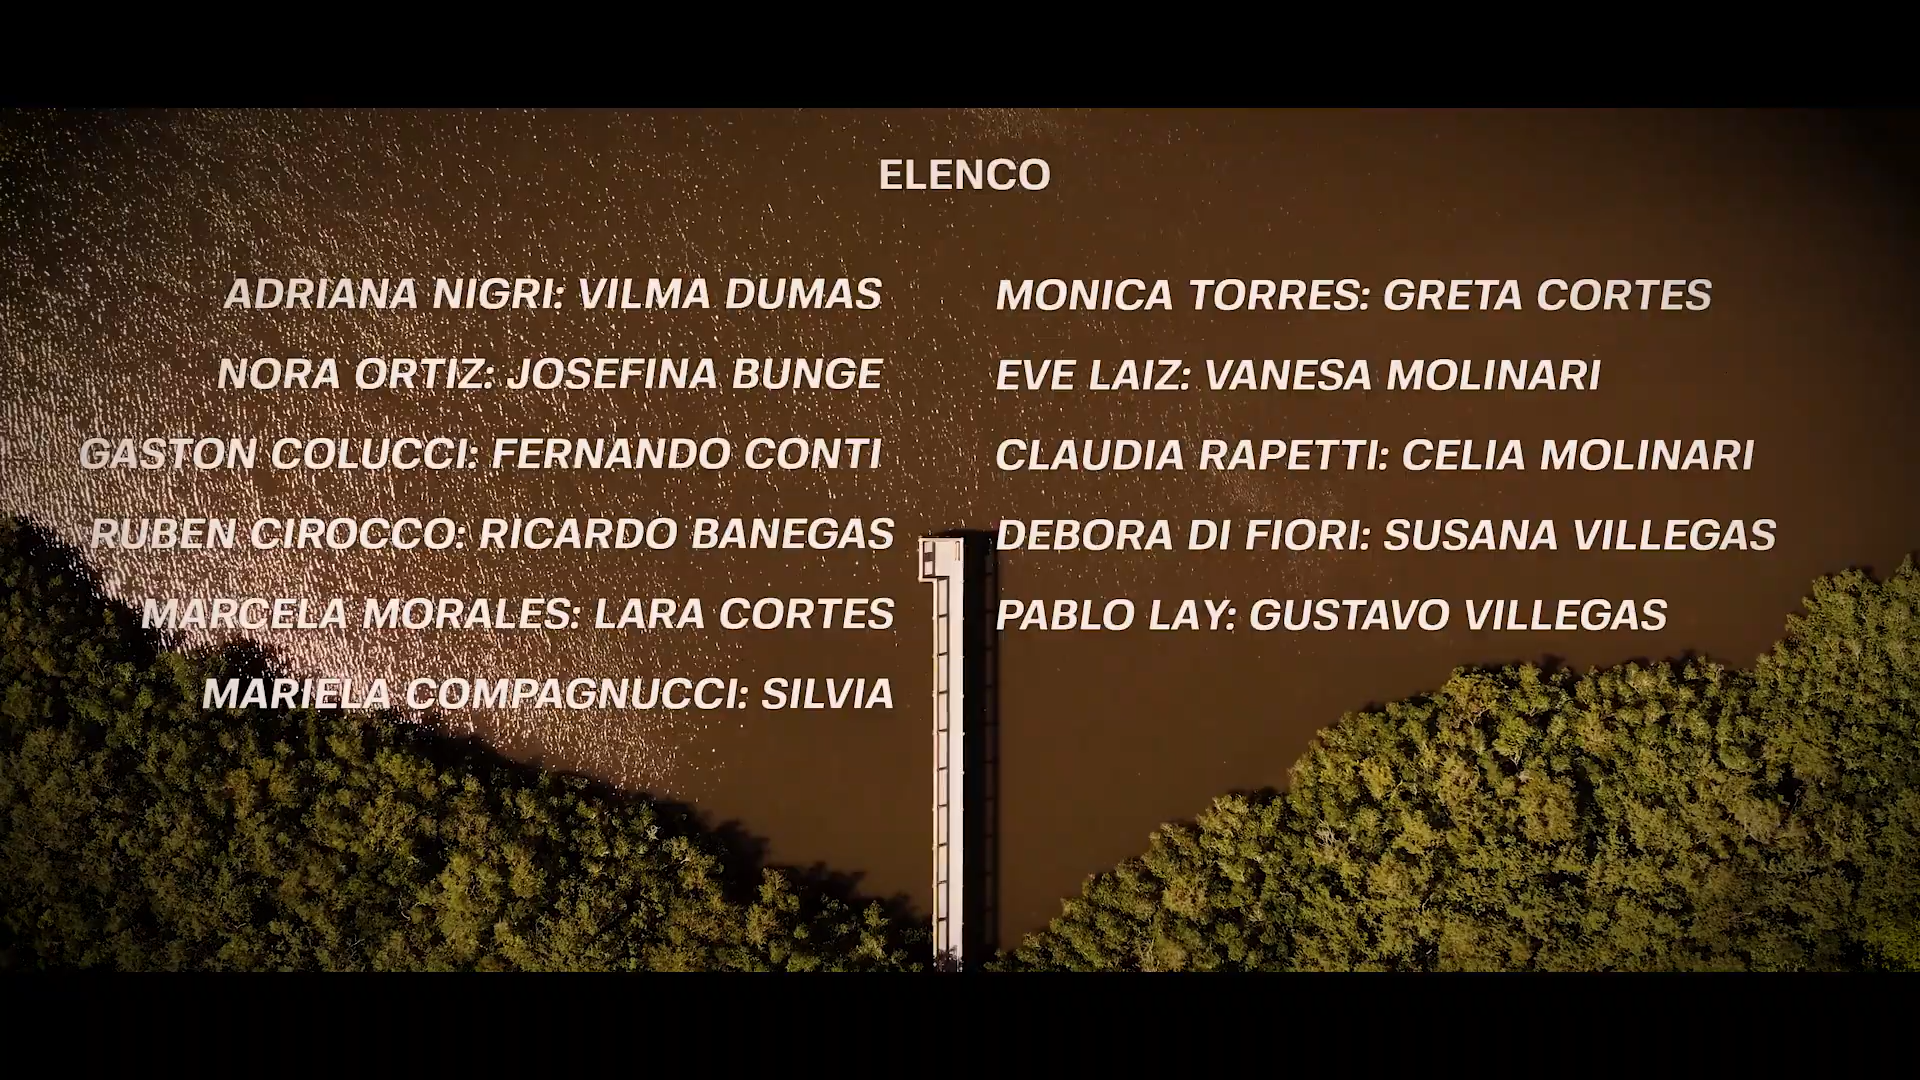 ELENCO
ADRIANA NIGRI: VILMA DUMAS
NORA ORTIZ: JOSEFINA BUNGE
GASTON COLUCCI: FERNANDO CONTI
RUBEN CIROCCO: RICARDO BANEGAS
MARCELA MORALES: LARA CORTES
MARIELA COMPAGNUCCI: SILVIA
MONICA TORRES: GRETA CORTES
EVE LAIZ: VANESA MOLINARI
CLAUDIA RAPETTI: CELIA MOLINARI
DEBORA DI FIORI: SUSANA VILLEGAS
PABLO LAY: GUSTAVO VILLEGAS